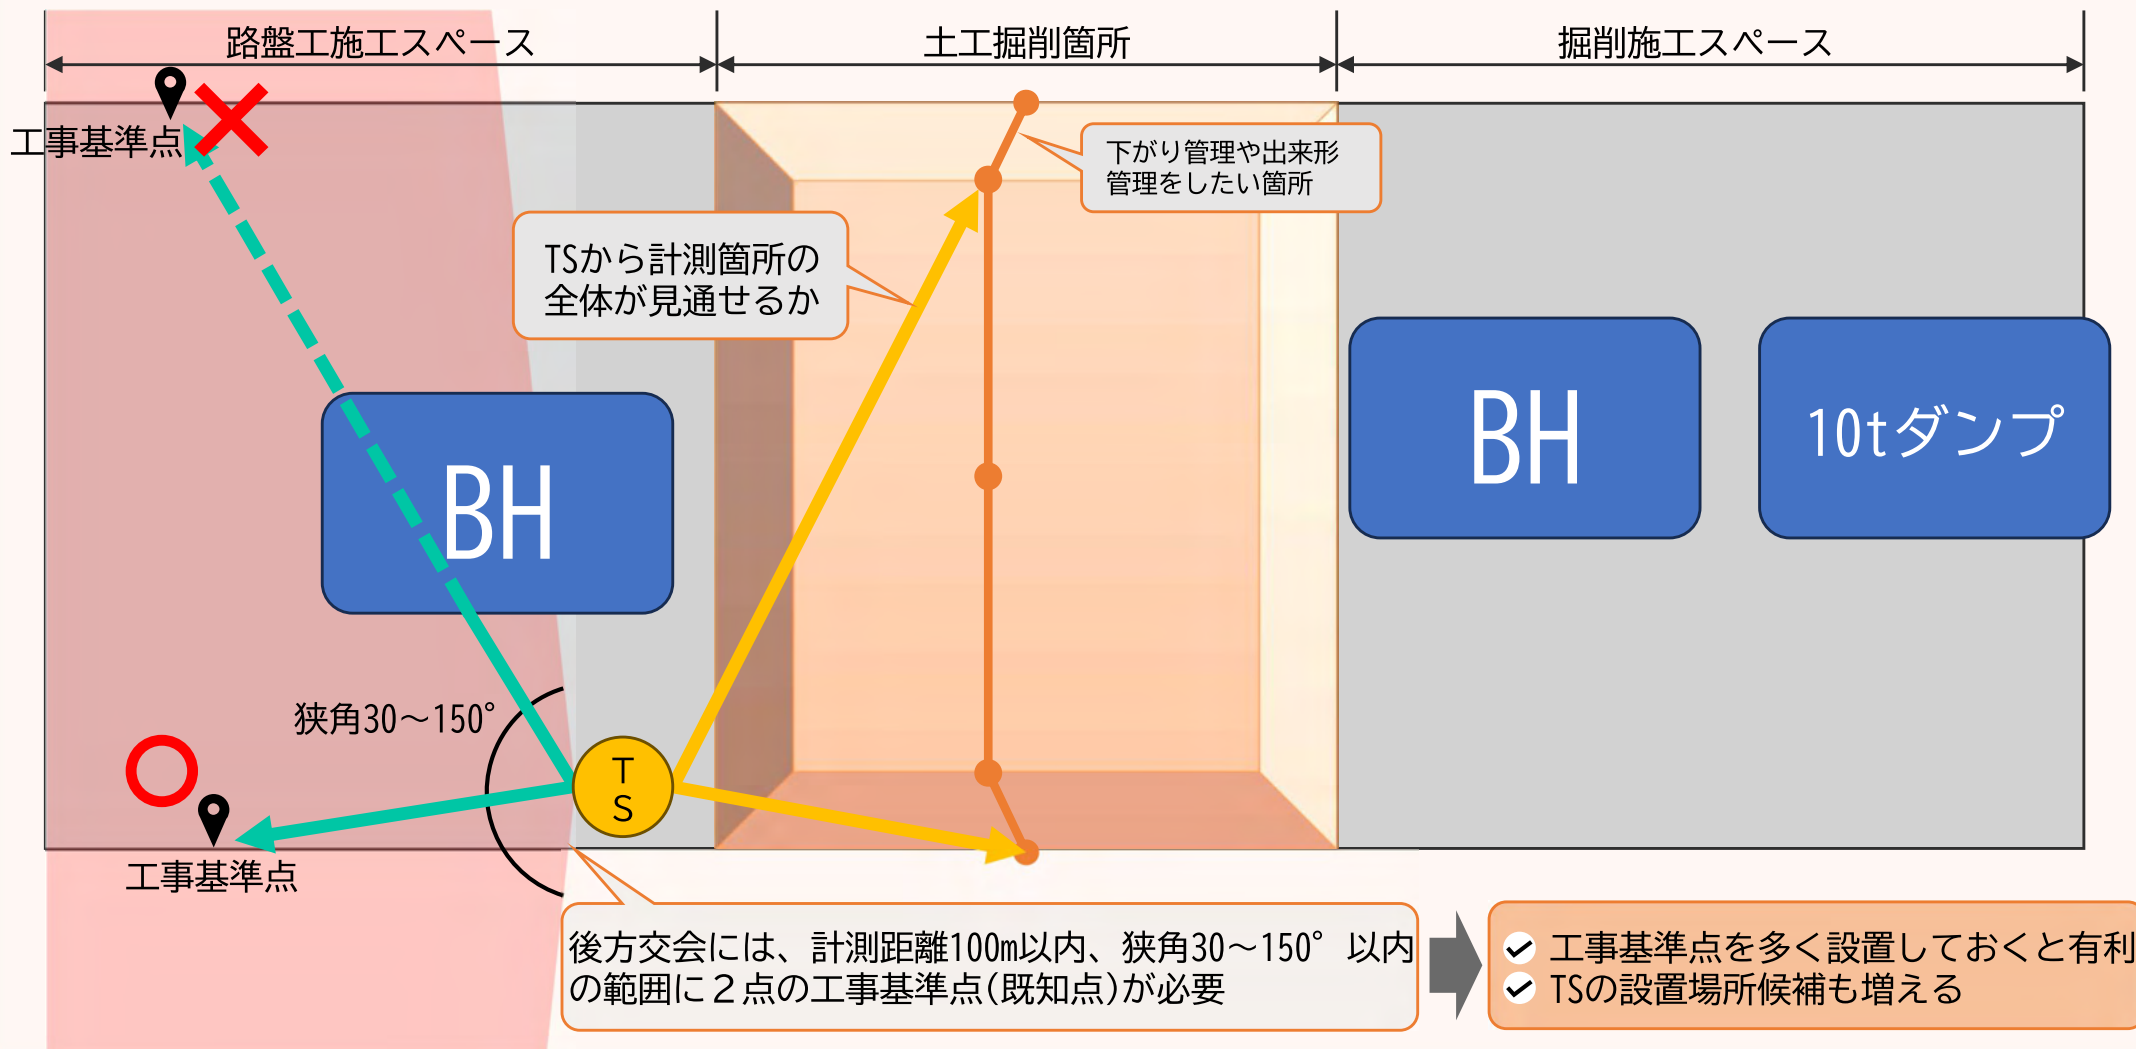 路盤工施工スペース
土工掘削箇所
掘削施工スペース
工事基準点
下がり管理や出来形
管理をしたい箇所
TSから計測箇所の
全体が見通せるか
BH
BH
10tダンプ
狭角30～150°
T
S
工事基準点
後方交会には、計測距離100m以内、狭角30～150°以内
の範囲に２点の工事基準点(既知点)が必要
工事基準点を多く設置しておくと有利
TSの設置場所候補も増える